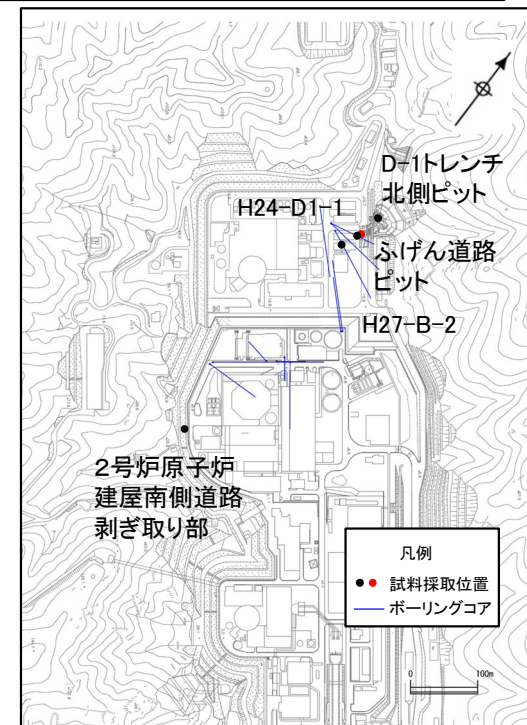 D-1トレンチ
北側ピット
H24-D1-1
ふげん道路
ピット
H27-B-2
2号炉原子炉
建屋南側道路
剥ぎ取り部
凡例
試料採取位置
ボーリングコア
0 100m